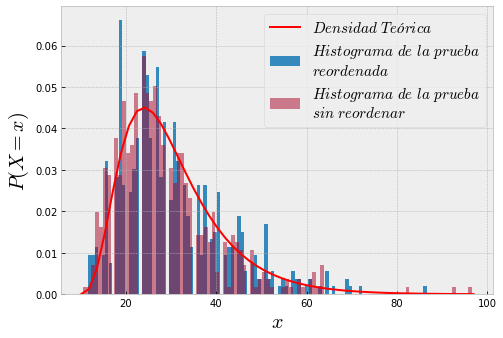 Densidad Teórica
Histograma de la prueba
reordenada
Histograma de la prueba
sin reordenar
P(X = x)
0.06
0.05
0.04
0.03
0.02
0.01
0.00
20 40 60 80 100
x